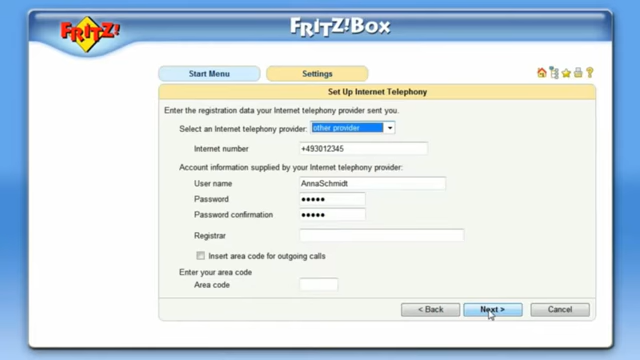 FRITZ!
FRITZ!BOX
Start Menu
Settings
Set Up Internet Telephony
Enter the registration data your Internet telephony provider sent you.
Select an Internet telephony provider: other provider
Internet number +493012345
Account information supplied by your Internet telephony provider:
User name AnnaSchmidt
Password •••••
Password confirmation •••••
Registrar
Insert area code for outgoing calls
Enter your area code
Area code
< Back Next > Cancel